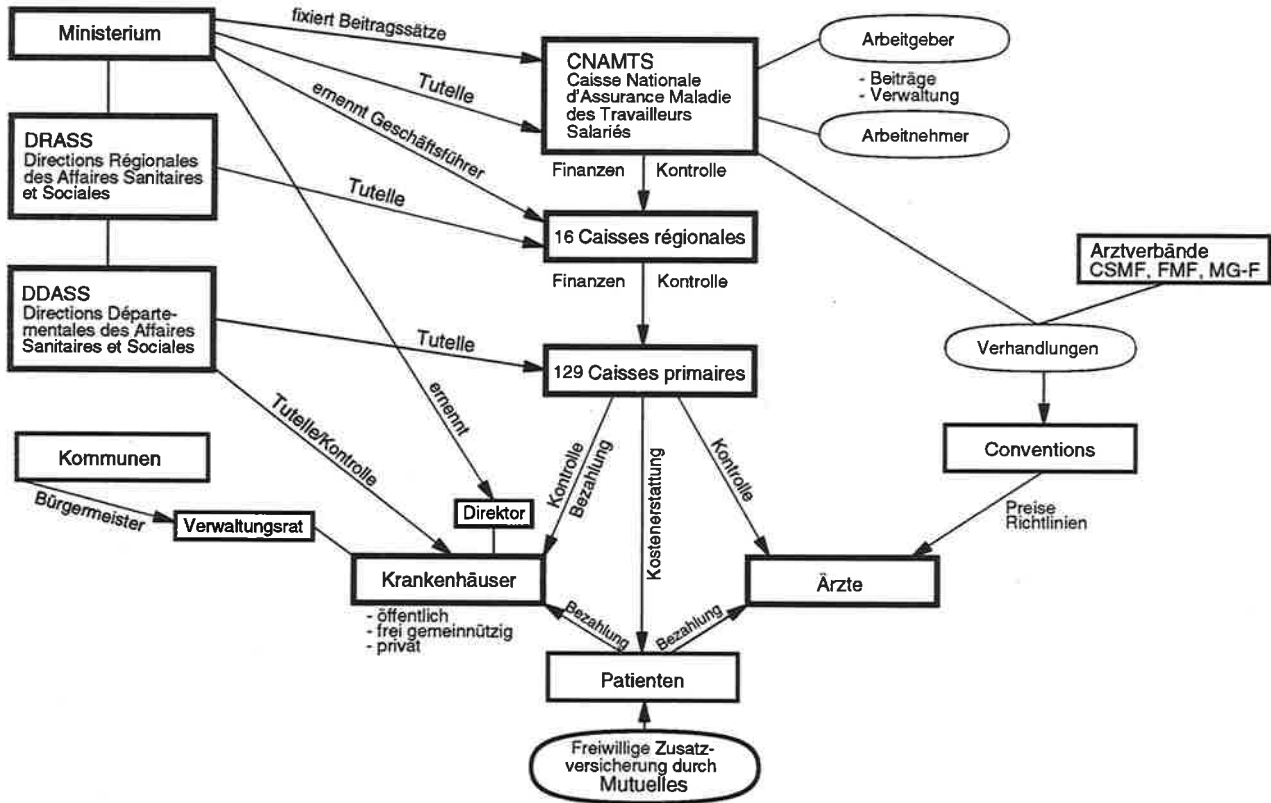 Ministerium
fixiert Beitragssätze
Tutelle
ernennt Geschäftsführer
CNAMTS
Caisse Nationale
d'Assurance Maladie
des Travailleurs
Salariés
Arbeitgeber
- Beiträge
- Verwaltung
Arbeitnehmer
DRASS
Directions Régionales
des Affaires Sanitaires
et Sociales
Tutelle
Finanzen Kontrolle
16 Caisses régionales
Finanzen Kontrolle
Arztverbände
CSMF, FMF, MG-F
DDASS
Directions Départe-
mentales des Affaires
Sanitaires et Sociales
Tutelle
129 Caisses primaires
Verhandlungen
Tutelle/Kontrolle
ernennt
Kontrolle
Bezahlung
Kostenerstattung
Kontrolle
Conventions
Preise
Richtlinien
Kommunen
Bürgermeister
Verwaltungsrat
Direktor
Krankenhäuser
- öffentlich
- frei gemeinnützig
- privat
Ärzte
Bezahlung
Bezahlung
Patienten
Freiwillige Zusatz-
versicherung durch
Mutuelles